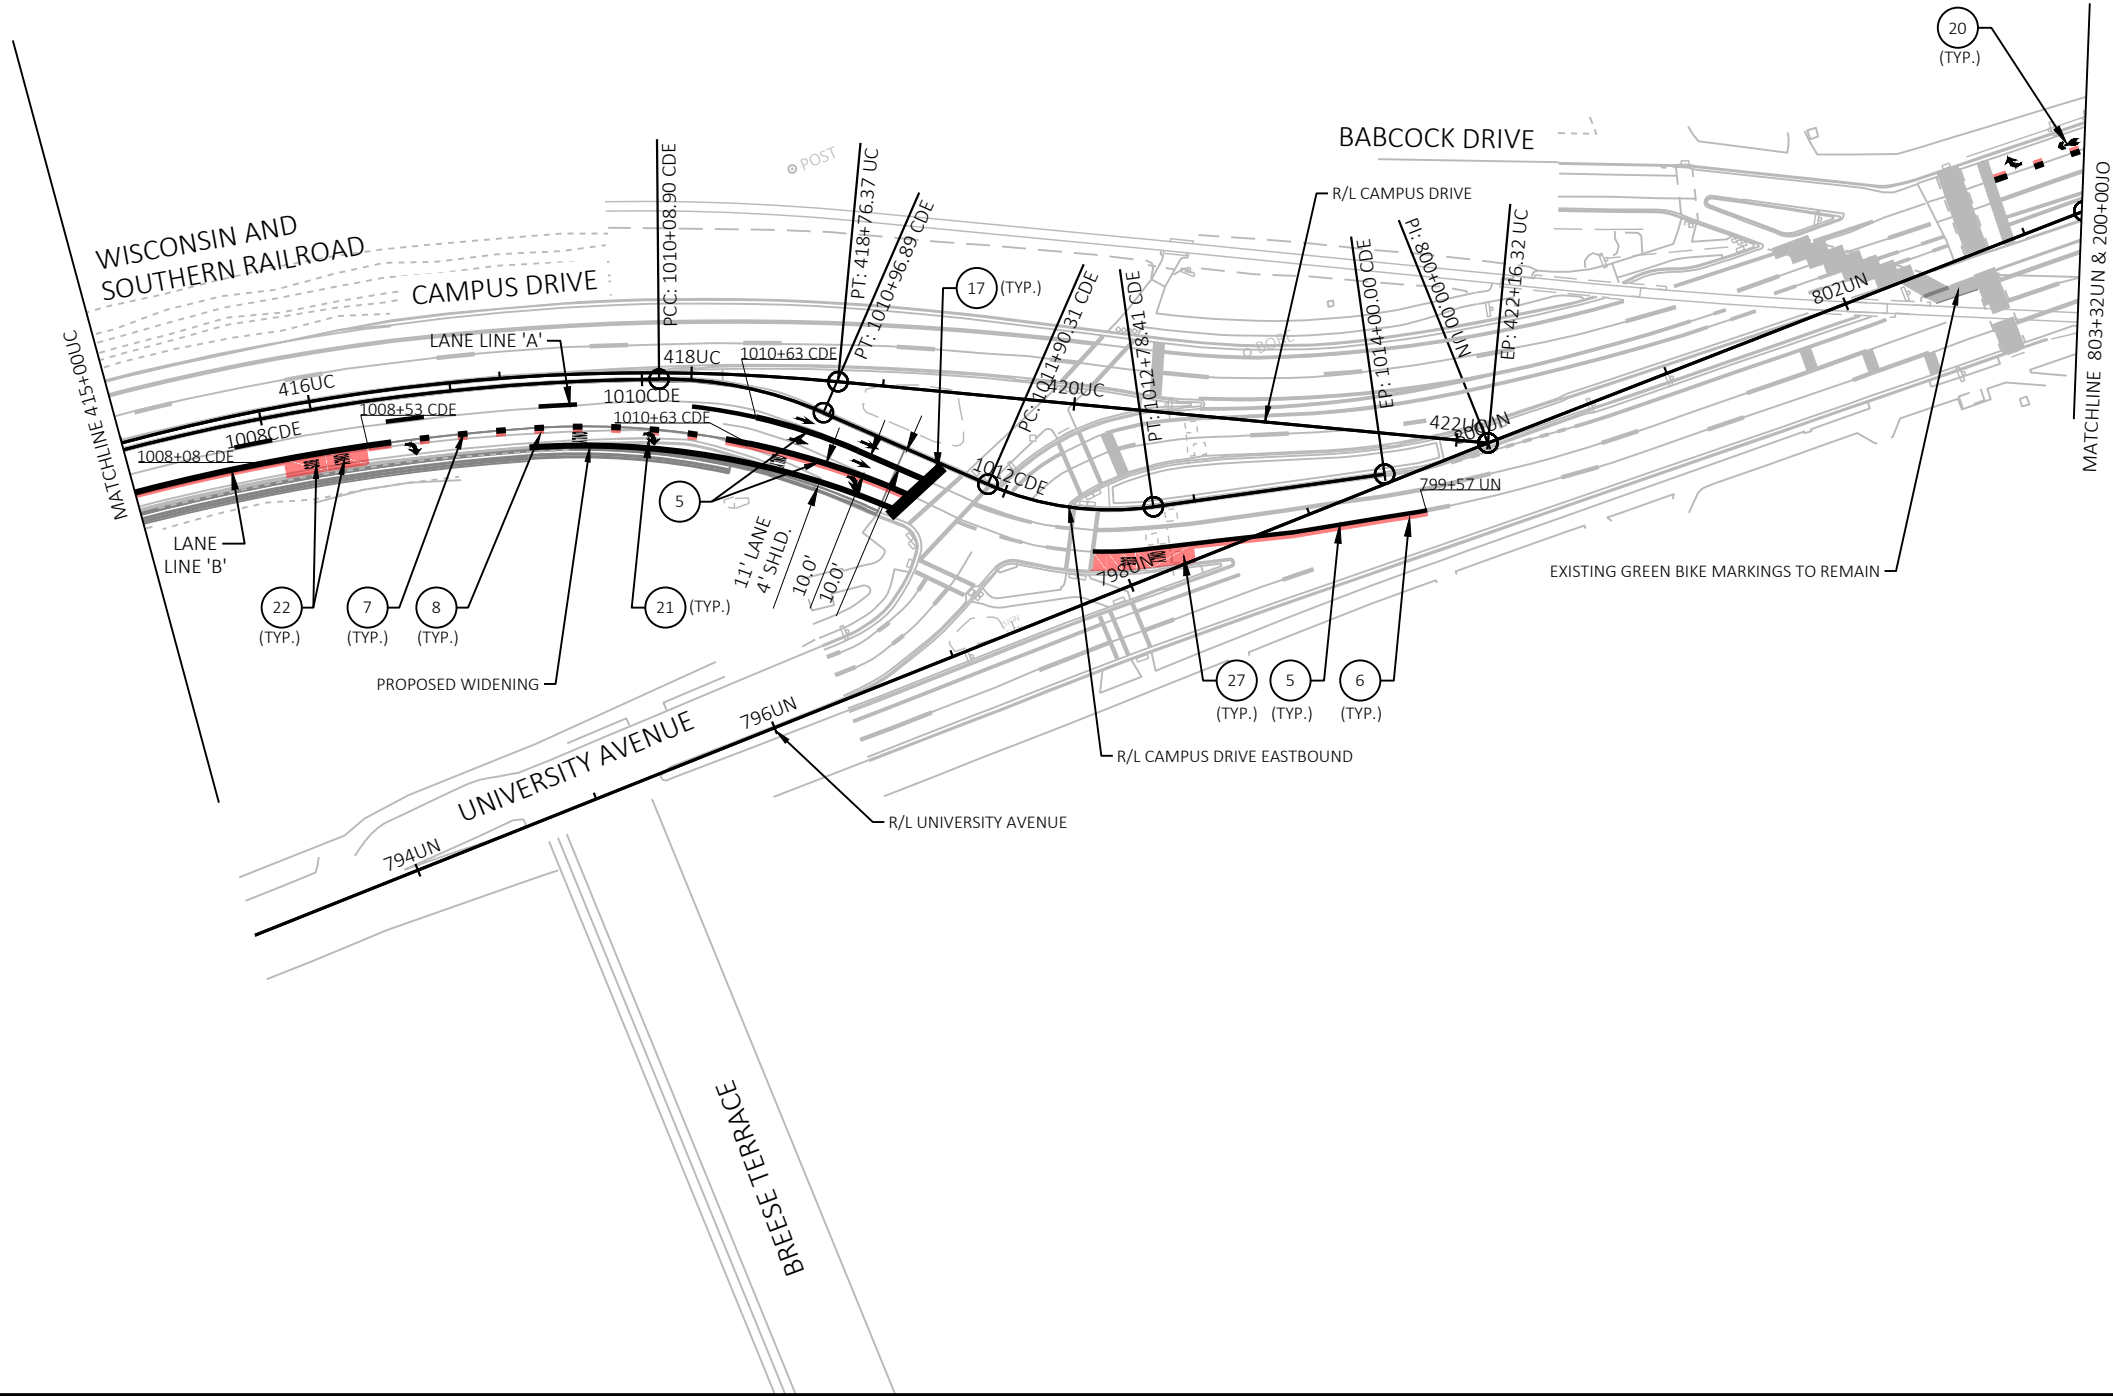 20
(TYP.)
BABCOCK DRIVE
POST
R/L CAMPUS DRIVE
WISCONSIN AND
SOUTHERN RAILROAD
CAMPUS DRIVE
PCC: 1010+08.90 CDE
PT: 418+76.37 UC
PT: 1010+96.89 CDE
17
(TYP.)
PC: 1011+90.31 CDE
PT: 1012+78.41 CDE
EP: 1014+00.00 CDE
PI: 800+00.00 UN
EP: 422+16.32 UC
802UN
MATCHLINE 803+32UN & 200+00JO
MATCHLINE 415+00UC
LANE LINE 'A'
416UC
418UC
1010+63 CDE
BORE
420UC
1010CDE
1008+53 CDE
1010+63 CDE
422UC
800UN
1008CDE
1008+08 CDE
1012CDE
799+57 UN
5
LANE
LINE 'B'
11' LANE
4' SHLD.
10.0'
10.0'
798UN
EXISTING GREEN BIKE MARKINGS TO REMAIN
22
(TYP.)
7
(TYP.)
8
(TYP.)
21
(TYP.)
SIGN
PROPOSED WIDENING
27
(TYP.)
5
(TYP.)
6
(TYP.)
796UN
UNIVERSITY AVENUE
R/L CAMPUS DRIVE EASTBOUND
R/L UNIVERSITY AVENUE
794UN
BREESE TERRACE